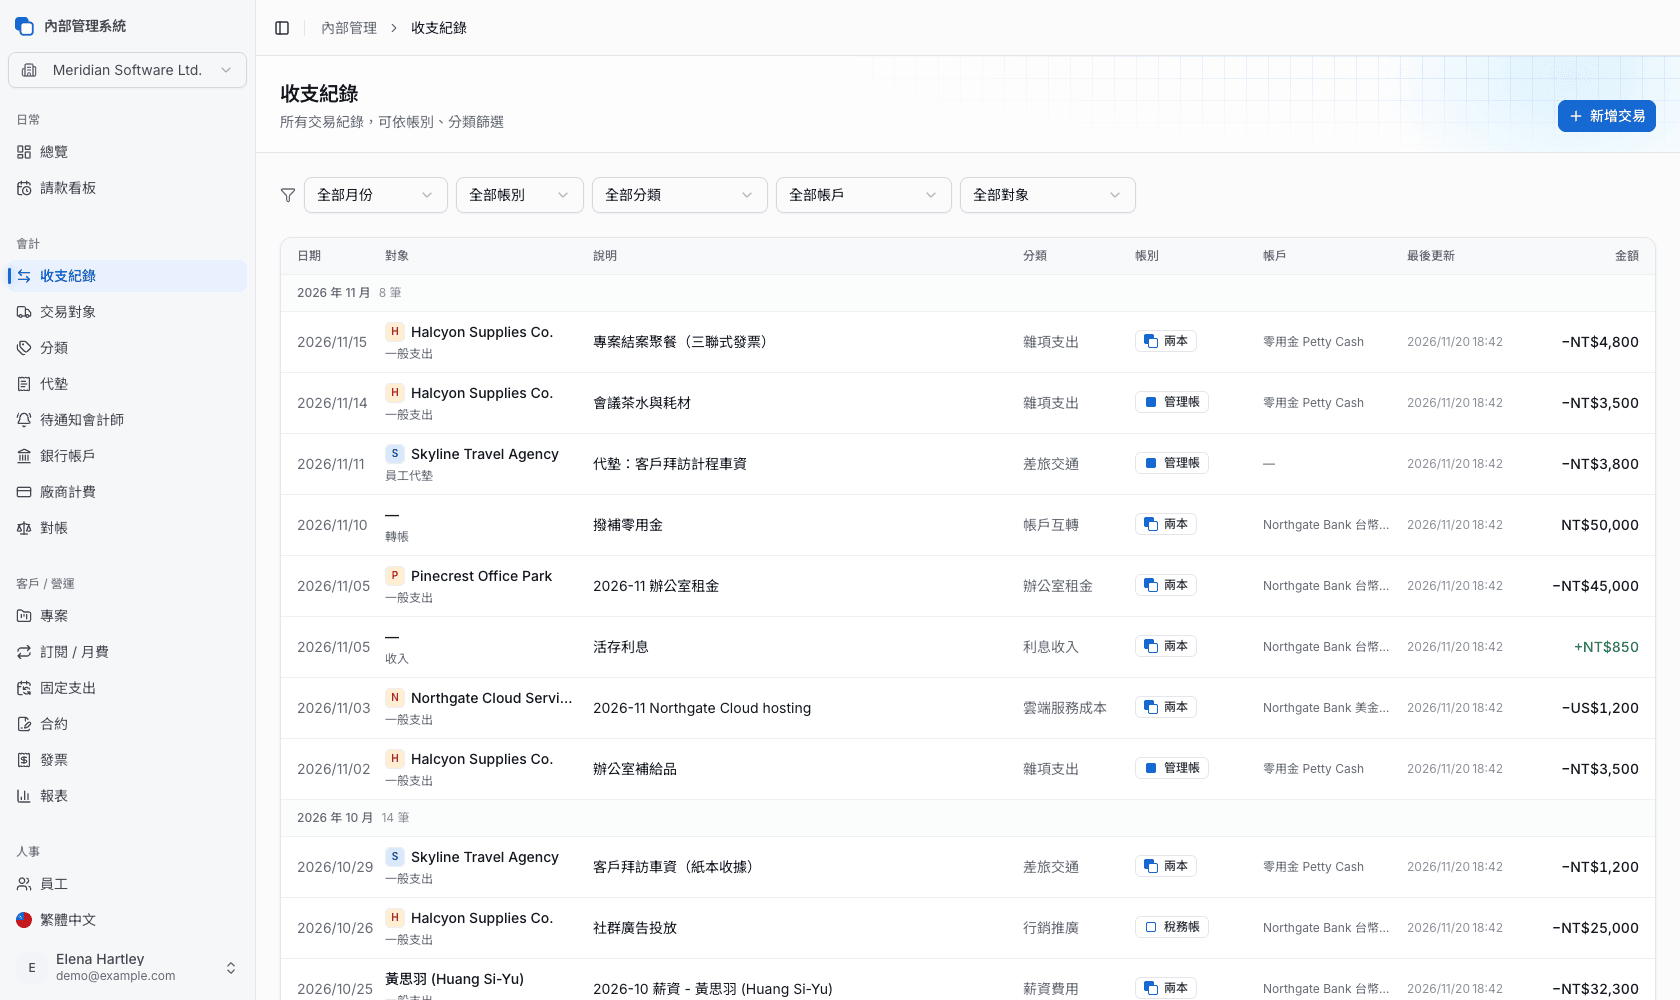 內部管理系統
Meridian Software Ltd.
日常
總覽
請款看板
會計
收支紀錄
交易對象
分類
代墊
待通知會計師
銀行帳戶
廠商計費
對帳
客戶 / 營運
專案
訂閱 / 月費
固定支出
合約
發票
報表
人事
員工
繁體中文
E
Elena Hartley
demo@example.com
內部管理 > 收支紀錄
收支紀錄
所有交易紀錄，可依帳別、分類篩選
+ 新增交易
全部月份 全部帳別 全部分類 全部帳戶 全部對象
日期 對象 說明 分類 帳別 帳戶 最後更新 金額
2026 年 11 月 8 筆
2026/11/15 H Halcyon Supplies Co. 專案結案聚餐（三聯式發票） 雜項支出 兩本 零用金 Petty Cash 2026/11/20 18:42 −NT$4,800
一般支出
2026/11/14 H Halcyon Supplies Co. 會議茶水與耗材 雜項支出 管理帳 零用金 Petty Cash 2026/11/20 18:42 −NT$3,500
一般支出
2026/11/11 S Skyline Travel Agency 代墊：客戶拜訪計程車資 差旅交通 管理帳 — 2026/11/20 18:42 −NT$3,800
員工代墊
2026/11/10 — 撥補零用金 帳戶互轉 兩本 Northgate Bank 台幣... 2026/11/20 18:42 NT$50,000
轉帳
2026/11/05 P Pinecrest Office Park 2026-11 辦公室租金 辦公室租金 兩本 Northgate Bank 台幣... 2026/11/20 18:42 −NT$45,000
一般支出
2026/11/05 — 活存利息 利息收入 兩本 Northgate Bank 台幣... 2026/11/20 18:42 +NT$850
收入
2026/11/03 N Northgate Cloud Servi... 2026-11 Northgate Cloud hosting 雲端服務成本 兩本 Northgate Bank 美金... 2026/11/20 18:42 −US$1,200
一般支出
2026/11/02 H Halcyon Supplies Co. 辦公室補給品 雜項支出 管理帳 零用金 Petty Cash 2026/11/20 18:42 −NT$3,500
一般支出
2026 年 10 月 14 筆
2026/10/29 S Skyline Travel Agency 客戶拜訪車資（紙本收據） 差旅交通 兩本 零用金 Petty Cash 2026/11/20 18:42 −NT$1,200
一般支出
2026/10/26 H Halcyon Supplies Co. 社群廣告投放 行銷推廣 稅務帳 Northgate Bank 台幣... 2026/11/20 18:42 −NT$25,000
一般支出
2026/10/25 黃思羽 (Huang Si-Yu) 2026-10 薪資 - 黃思羽 (Huang Si-Yu) 薪資費用 兩本 Northgate Bank 台幣... 2026/11/20 18:42 −NT$32,300
一般支出